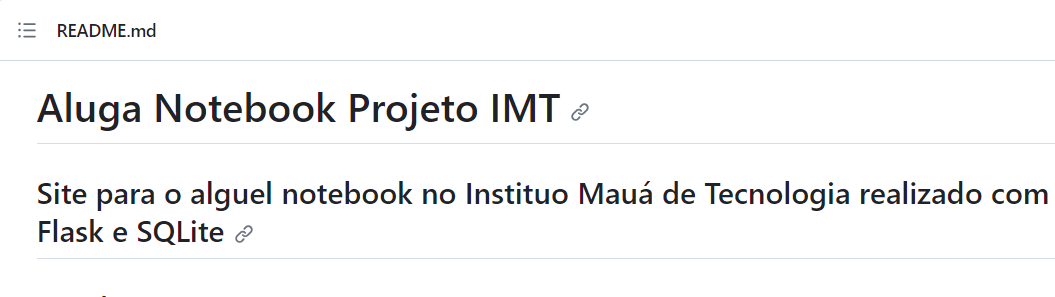 README.md
Aluga Notebook Projeto IMT
Site para o alguel notebook no Instituo Mauá de Tecnologia realizado com
Flask e SQLite